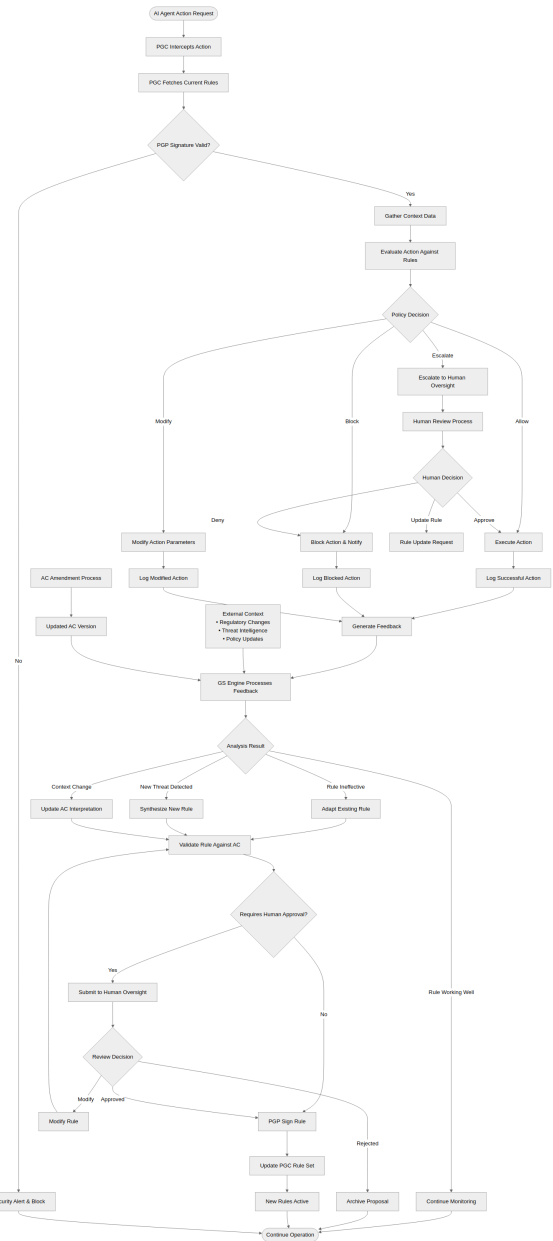 AI Agent Action Request
PGC Intercepts Action
PGC Fetches Current Rules
PGP Signature Valid?
Yes
Gather Context Data
Evaluate Action Against
Rules
Policy Decision
Escalate
Escalate to Human
Oversight
Modify
Block
Human Review Process
Allow
Human Decision
Deny
Update Rule
Approve
Modify Action Parameters
Block Action & Notify
Rule Update Request
Execute Action
AC Amendment Process
Log Modified Action
Log Blocked Action
Log Successful Action
Updated AC Version
External Context
• Regulatory Changes
• Threat Intelligence
• Policy Updates
Generate Feedback
No
GS Engine Processes
Feedback
Analysis Result
Context Change
New Threat Detected
Rule Ineffective
Update AC Interpretation
Synthesize New Rule
Adapt Existing Rule
Validate Rule Against AC
Requires Human Approval?
Yes
Submit to Human Oversight
Rule Working Well
No
Review Decision
Modify
Approved
Modify Rule
PGP Sign Rule
Rejected
Update PGC Rule Set
curity Alert & Block
New Rules Active
Archive Proposal
Continue Monitoring
Continue Operation